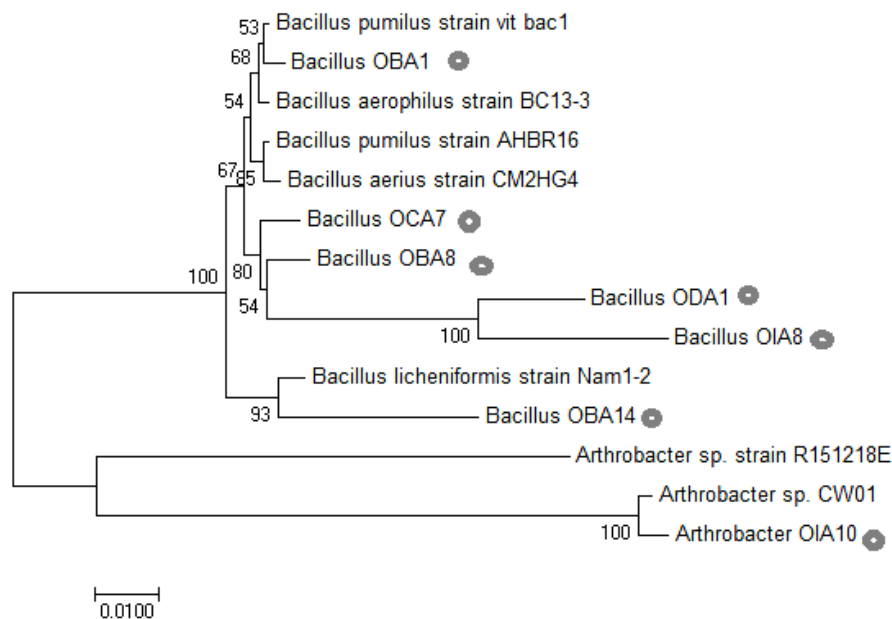 53
Bacillus pumilus strain vit bac1
68
Bacillus OBA1
54
Bacillus aerophilus strain BC13-3
Bacillus pumilus strain AHBR16
67
85
Bacillus aerius strain CM2HG4
Bacillus OCA7
Bacillus OBA8
100
80
54
Bacillus ODA1
100
Bacillus OIA8
Bacillus licheniformis strain Nam1-2
93
Bacillus OBA14
Arthrobacter sp. strain R151218E
Arthrobacter sp. CW01
100
Arthrobacter OIA10
0.0100